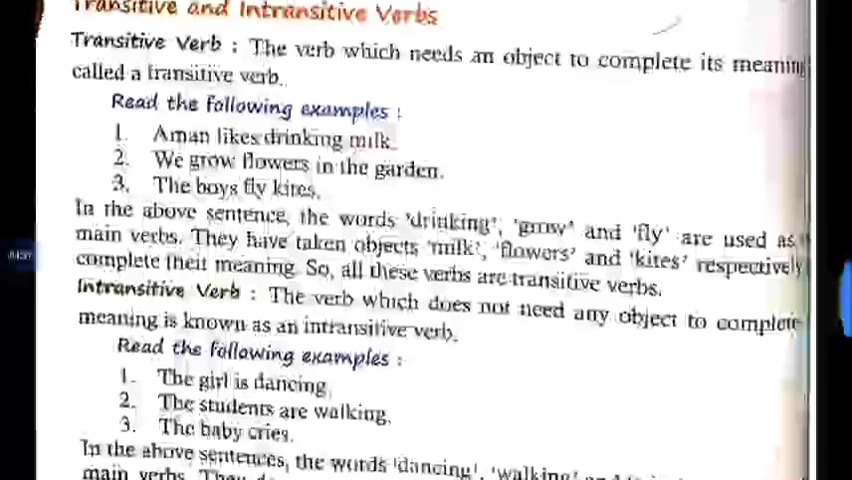 Transitive and Intransitive Verbs
Transitive Verb : The verb which needs an object to complete its meaning
called a transitive verb.
Read the following examples :
1. Aman likes drinking milk.
2. We grow flowers in the garden.
3. The boys fly kites.
In the above sentence, the words 'drinking', 'grow' and 'fly' are used as
main verbs. They have taken objects 'milk', 'flowers' and 'kites' respectively
complete their meaning. So, all these verbs are transitive verbs.
Intransitive Verb : The verb which does not need any object to complete
meaning is known as an intransitive verb.
Read the following examples :
1. The girl is dancing.
2. The students are walking.
3. The baby cries.
In the above sentences, the words 'dancing', 'walking' and
main verbs. They